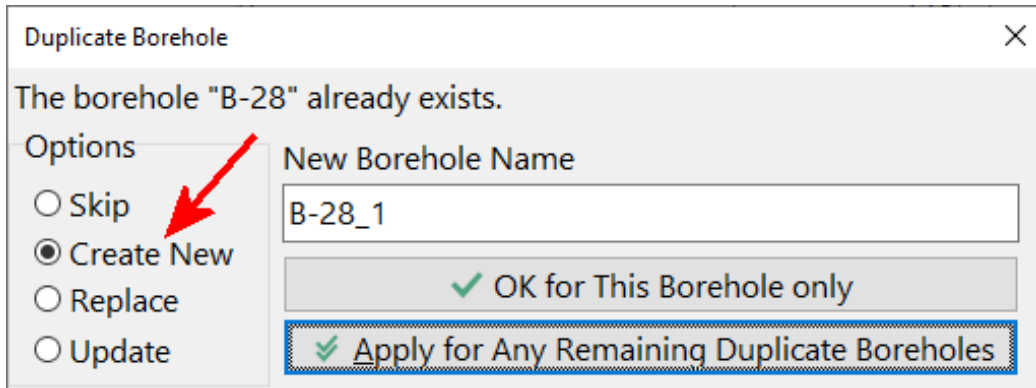 Duplicate Borehole
The borehole "B-28" already exists.
Options
Skip
Create New
Replace
Update
New Borehole Name
B-28_1
OK for This Borehole only
Apply for Any Remaining Duplicate Boreholes